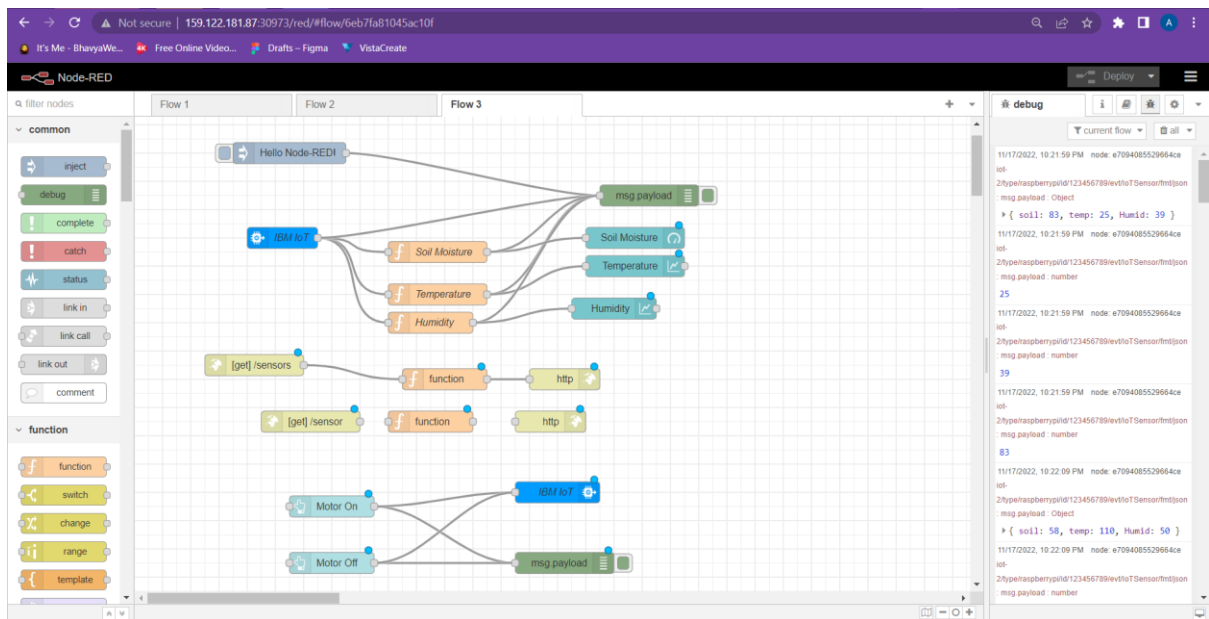 Not secure | 159.122.181.87:30973/red/#flow/6eb7fa81045ac10f
It's Me - BhavyaWe...
Free Online Video...
Drafts – Figma
VistaCreate
A
Node-RED
Deploy
filter nodes
common
inject
debug
complete
catch
status
link in
link call
link out
comment
function
function
switch
change
range
template
Flow 1
Flow 2
Flow 3
Hello Node-RED!
msg.payload
IBM IoT
Soil Moisture
Soil Moisture
Temperature
Temperature
Humidity
Humidity
[get] /sensors
function
http
[get] /sensor
function
http
Motor On
IBM IoT
Motor Off
msg.payload
debug
current flow
all
11/17/2022, 10:21:59 PM node: e7094085529664ce
iot-
2/type/raspberrypi/id/123456789/evt/IoTSensor/fmt/json
: msg.payload : Object
{ soil: 83, temp: 25, Humid: 39 }
11/17/2022, 10:21:59 PM node: e7094085529664ce
iot-
2/type/raspberrypi/id/123456789/evt/IoTSensor/fmt/json
: msg.payload : number
25
11/17/2022, 10:21:59 PM node: e7094085529664ce
iot-
2/type/raspberrypi/id/123456789/evt/IoTSensor/fmt/json
: msg.payload : number
39
11/17/2022, 10:21:59 PM node: e7094085529664ce
iot-
2/type/raspberrypi/id/123456789/evt/IoTSensor/fmt/json
: msg.payload : number
83
11/17/2022, 10:22:09 PM node: e7094085529664ce
iot-
2/type/raspberrypi/id/123456789/evt/IoTSensor/fmt/json
: msg.payload : Object
{ soil: 58, temp: 110, Humid: 50 }
11/17/2022, 10:22:09 PM node: e7094085529664ce
iot-
2/type/raspberrypi/id/123456789/evt/IoTSensor/fmt/json
: msg.payload : number